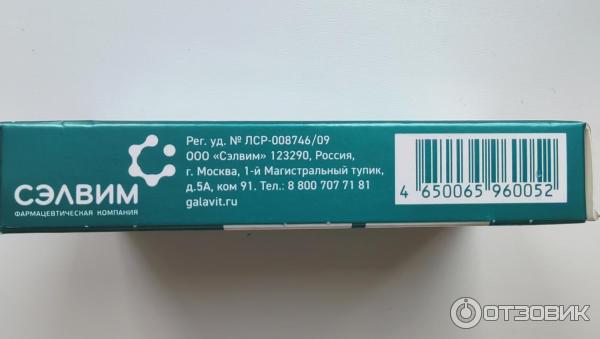 СЭЛВИМ
ФАРМАЦЕВТИЧЕСКАЯ КОМПАНИЯ
Рег. уд. № ЛСР-008746/09
ООО «Сэлвим» 123290, Россия,
г. Москва, 1-й Магистральный тупик,
д.5А, ком 91. Тел.: 8 800 707 71 81
galavit.ru
4 650065 960052
ОТЗОВИК